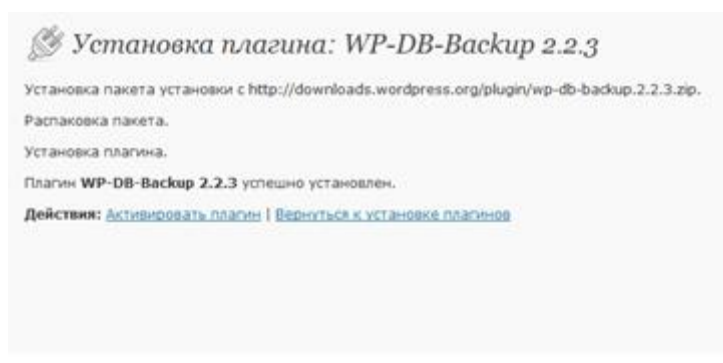 Установка плагина: WP-DB-Backup 2.2.3
Установка пакета установки с http://downloads.wordpress.org/plugin/wp-db-backup.2.2.3.zip.
Распаковка пакета.
Установка плагина.
Плагин WP-DB-Backup 2.2.3 успешно установлен.
Действия: Активировать плагин | Вернуться к установке плагинов